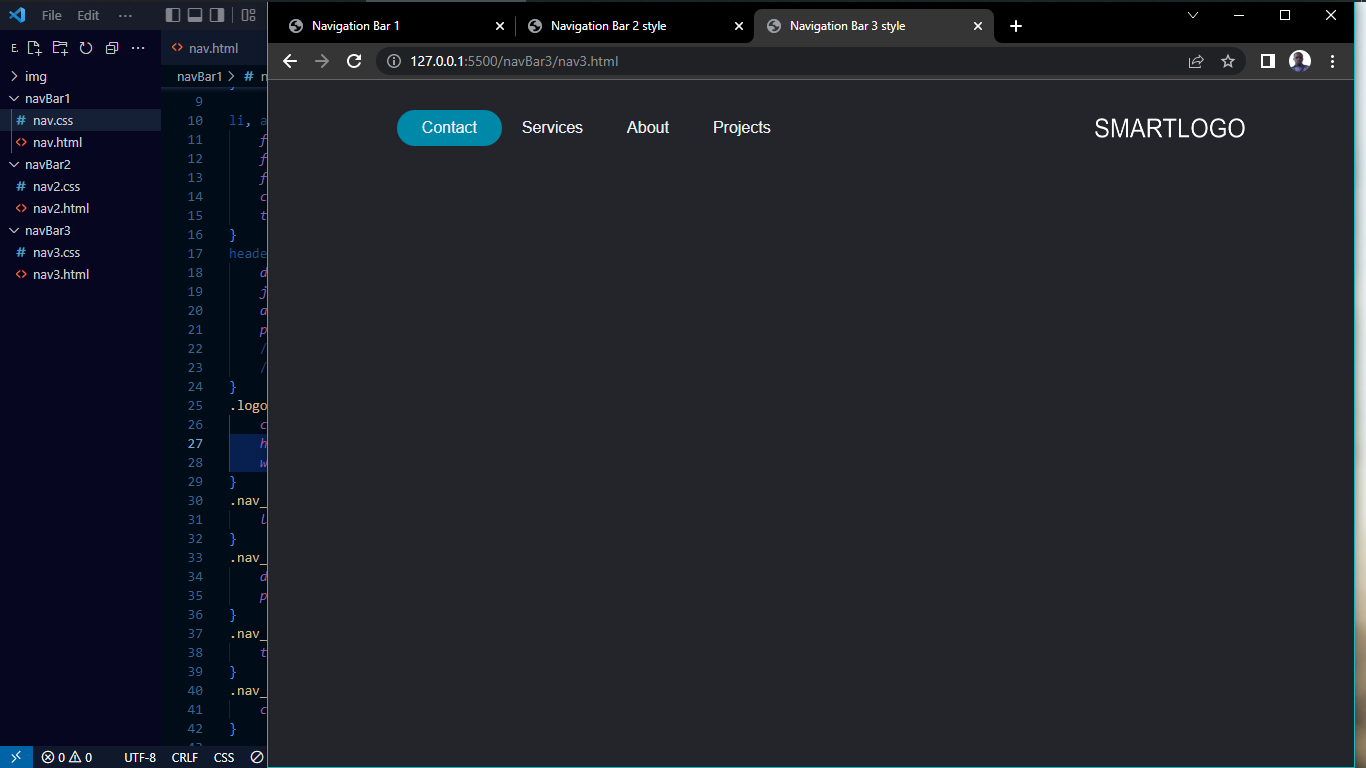 File Edit ...
Navigation Bar 1
Navigation Bar 2 style
Navigation Bar 3 style
E.
nav.html
127.0.0.1:5500/navBar3/nav3.html
img
navBar1
nav.css
nav.html
navBar2
nav2.css
nav2.html
navBar3
nav3.css
nav3.html
navBar1 > # n
9
10 li, a
11 f
12 f
13 f
14 c
15 t
16 }
17 heade
18 d
19 j
20 a
21 p
22 /
23 /
24 }
25 .logo
26 c
27 h
28 w
29 }
30 .nav_
31 l
32 }
33 .nav_
34 d
35 p
36 }
37 .nav_
38 t
39 }
40 .nav_
41 c
42 }
Contact Services About Projects SMARTLOGO
0 0 UTF-8 CRLF CSS